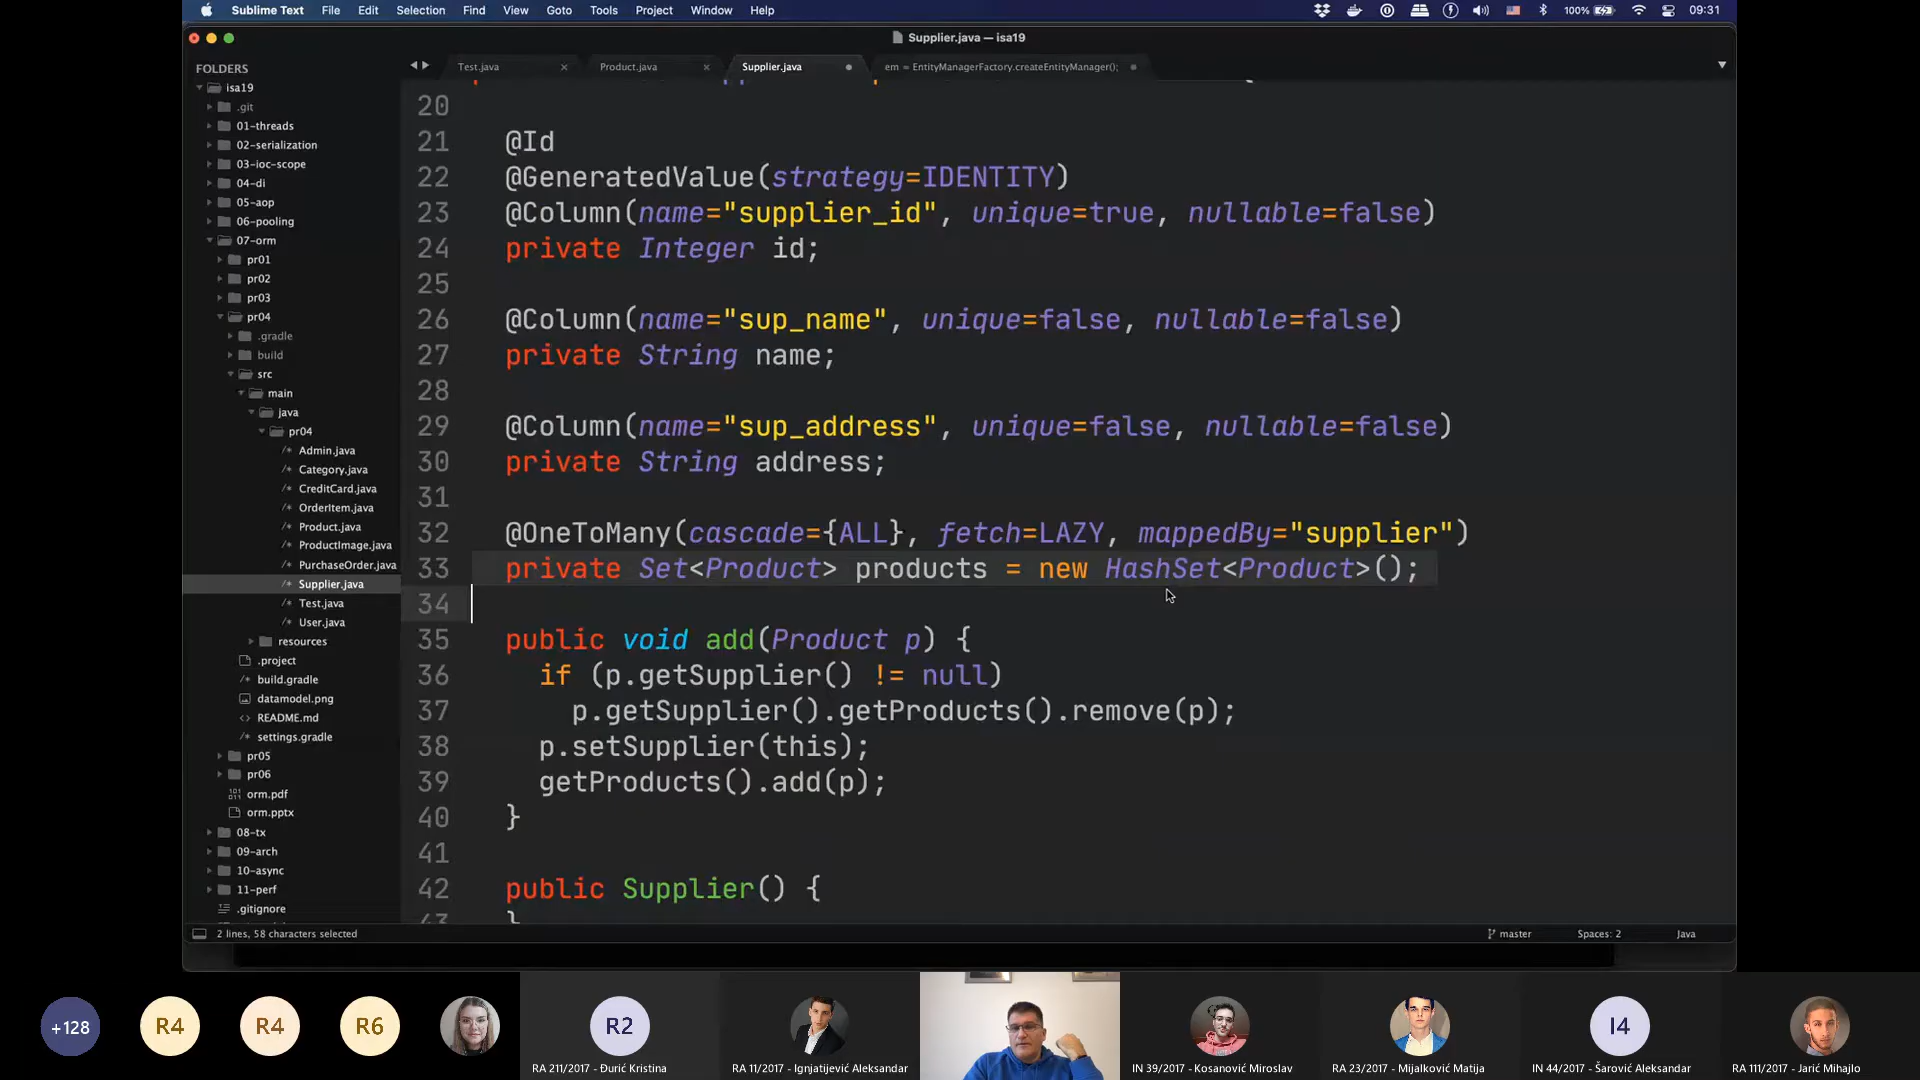 Sublime Text File Edit Selection Find View Goto Tools Project Window Help 100% 09:31
Supplier.java — isa19
Test.java Product.java Supplier.java em = EntityManagerFactory.createEntityManager();
FOLDERS
isa19
.git
01-threads
02-serialization
03-ioc-scope
04-di
05-aop
06-pooling
07-orm
pr01
pr02
pr03
pr04
.gradle
build
src
main
java
pr04
Admin.java
Category.java
CreditCard.java
OrderItem.java
Product.java
ProductImage.java
PurchaseOrder.java
Supplier.java
Test.java
User.java
resources
.project
build.gradle
datamodel.png
README.md
settings.gradle
pr05
pr06
orm.pdf
orm.pptx
08-tx
09-arch
10-async
11-perf
.gitignore
20
21 @Id
22 @GeneratedValue(strategy=IDENTITY)
23 @Column(name="supplier_id", unique=true, nullable=false)
24 private Integer id;
25
26 @Column(name="sup_name", unique=false, nullable=false)
27 private String name;
28
29 @Column(name="sup_address", unique=false, nullable=false)
30 private String address;
31
32 @OneToMany(cascade={ALL}, fetch=LAZY, mappedBy="supplier")
33 private Set<Product> products = new HashSet<Product>();
34
35 public void add(Product p) {
36 if (p.getSupplier() != null)
37 p.getSupplier().getProducts().remove(p);
38 p.setSupplier(this);
39 getProducts().add(p);
40 }
41
42 public Supplier() {
43 }
2 lines, 58 characters selected master Spaces: 2 Java
+128 R4 R4 R6 R2 I4
RA 211/2017 - Đurić Kristina
RA 11/2017 - Ignjatijević Aleksandar
IN 39/2017 - Kosanović Miroslav
RA 23/2017 - Mijalković Matija
IN 44/2017 - Šarović Aleksandar
RA 111/2017 - Jarić Mihajlo